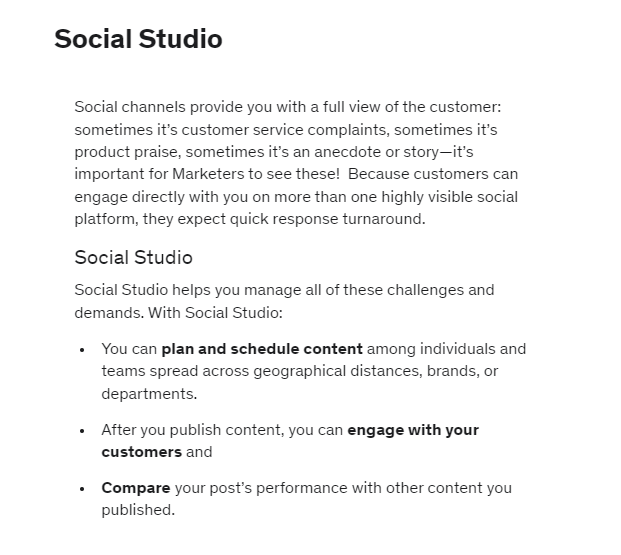 Social Studio
Social channels provide you with a full view of the customer:
sometimes it’s customer service complaints, sometimes it’s
product praise, sometimes it’s an anecdote or story—it’s
important for Marketers to see these!  Because customers can
engage directly with you on more than one highly visible social
platform, they expect quick response turnaround.
Social Studio
Social Studio helps you manage all of these challenges and
demands. With Social Studio:
• You can plan and schedule content among individuals and
teams spread across geographical distances, brands, or
departments.
• After you publish content, you can engage with your
customers and
• Compare your post’s performance with other content you
published.